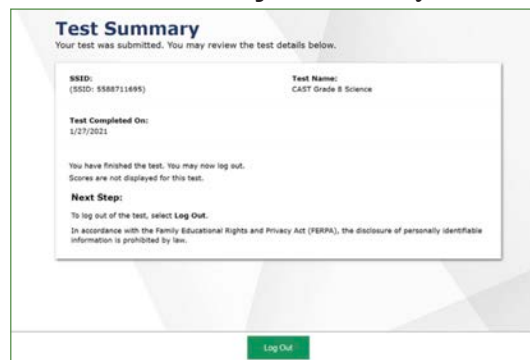 Test Summary
Your test was submitted. You may review the test details below.
SSID:
(SSID: 5588711695)
Test Name:
CAST Grade 8 Science
Test Completed On:
1/27/2021
You have finished the test. You may now log out.
Scores are not displayed for this test.
Next Step:
To log out of the test, select Log Out.
In accordance with the Family Educational Rights and Privacy Act (FERPA), the disclosure of personally identifiable
information is prohibited by law.
Log Out